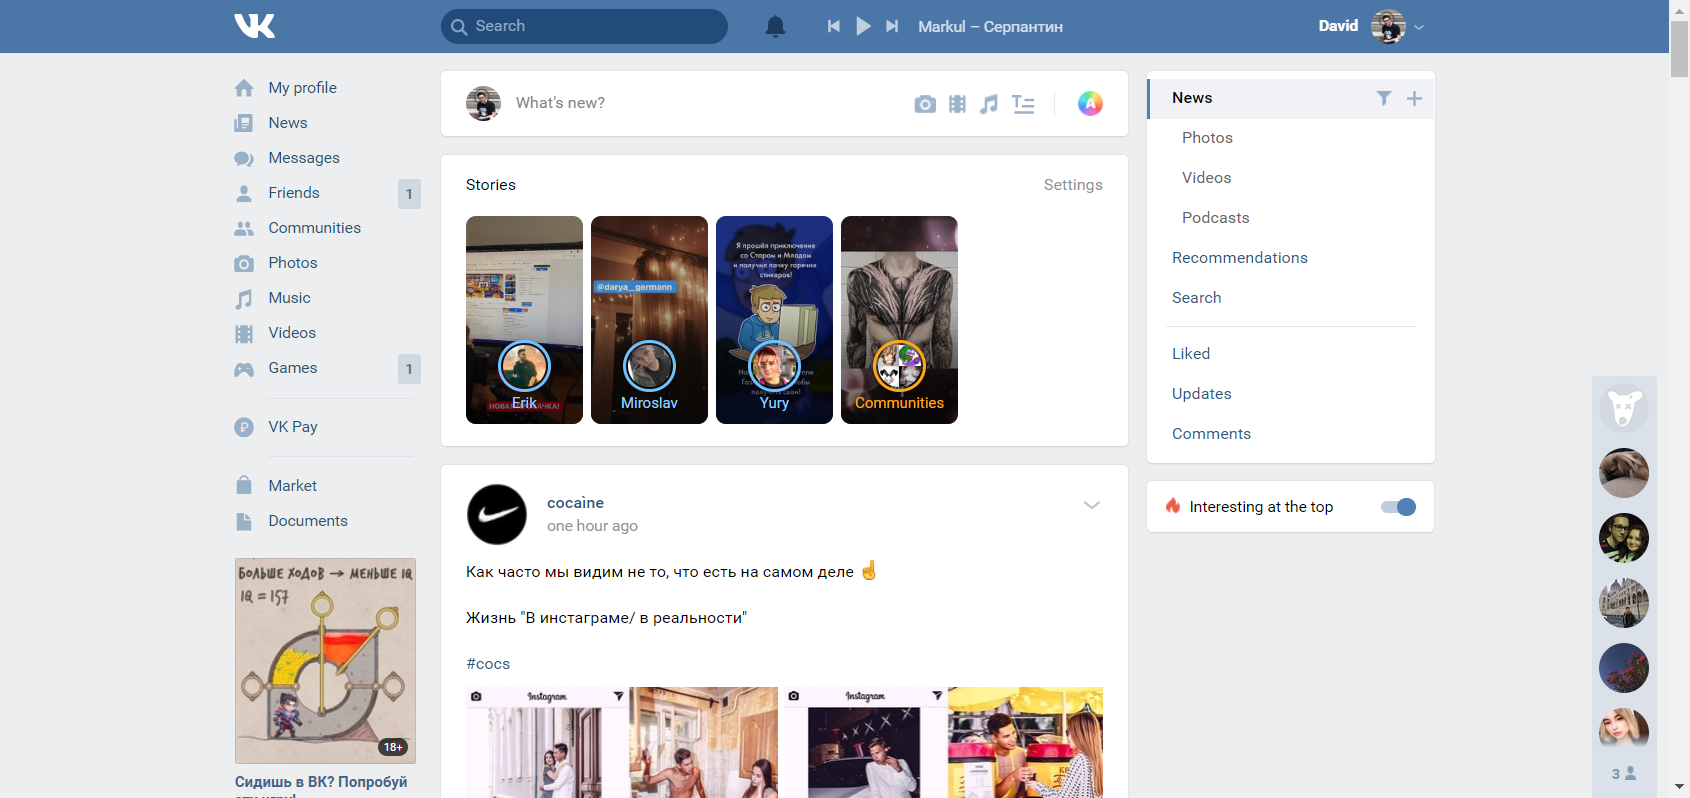 Search
Markul – Серпантин
David
My profile
News
Messages
Friends
1
Communities
Photos
Music
Videos
Games
1
VK Pay
Market
Documents
БОЛЬШЕ ХОДОВ → МЕНЬШЕ IQ
IQ = 157
18+
Сидишь в ВК? Попробуй
What's new?
A
Stories
Settings
Erik
@darya_germann
Miroslav
Я прошёл приключение
со Стором и Младом
и получил пачку горячих
стикеров!
Yury
Communities
cocaìne
one hour ago
Как часто мы видим не то, что есть на самом деле ☝
Жизнь "В инстаграме/ в реальности"
#cocs
Instagram
Instagram
News
Photos
Videos
Podcasts
Recommendations
Search
Liked
Updates
Comments
Interesting at the top
3